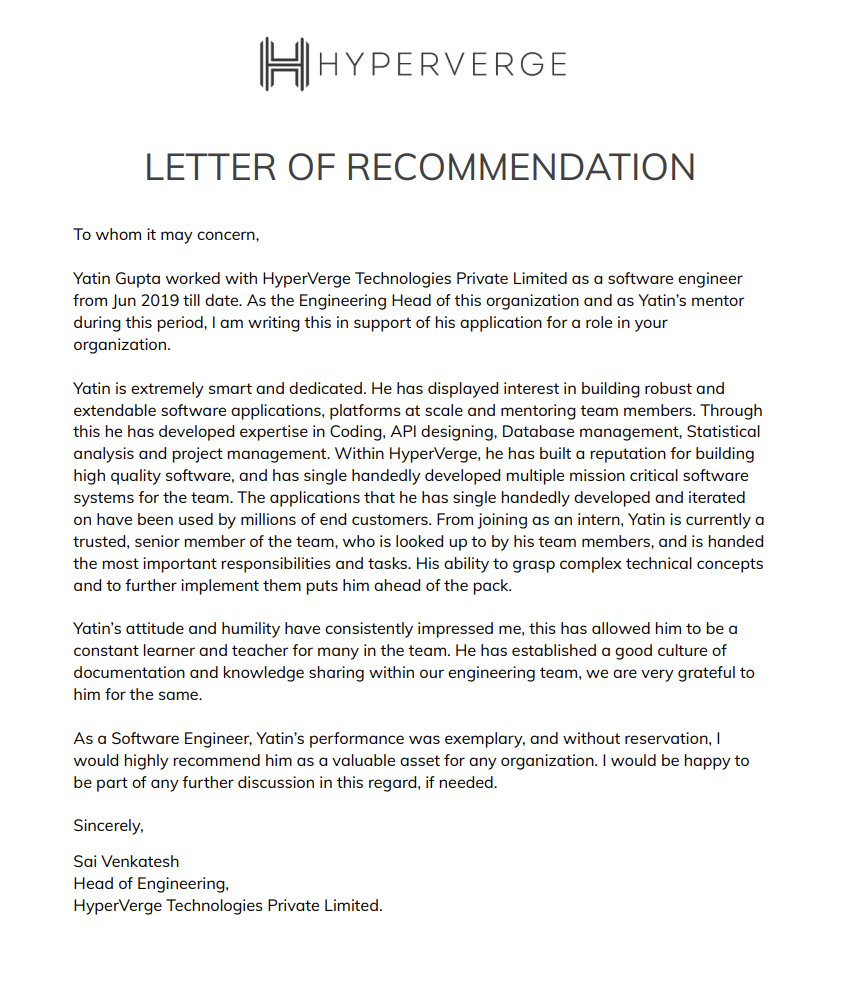 HYPERVERGE
LETTER OF RECOMMENDATION
To whom it may concern,
Yatin Gupta worked with HyperVerge Technologies Private Limited as a software engineer
from Jun 2019 till date. As the Engineering Head of this organization and as Yatin’s mentor
during this period, I am writing this in support of his application for a role in your
organization.
Yatin is extremely smart and dedicated. He has displayed interest in building robust and
extendable software applications, platforms at scale and mentoring team members. Through
this he has developed expertise in Coding, API designing, Database management, Statistical
analysis and project management. Within HyperVerge, he has built a reputation for building
high quality software, and has single handedly developed multiple mission critical software
systems for the team. The applications that he has single handedly developed and iterated
on have been used by millions of end customers. From joining as an intern, Yatin is currently a
trusted, senior member of the team, who is looked up to by his team members, and is handed
the most important responsibilities and tasks. His ability to grasp complex technical concepts
and to further implement them puts him ahead of the pack.
Yatin’s attitude and humility have consistently impressed me, this has allowed him to be a
constant learner and teacher for many in the team. He has established a good culture of
documentation and knowledge sharing within our engineering team, we are very grateful to
him for the same.
As a Software Engineer, Yatin’s performance was exemplary, and without reservation, I
would highly recommend him as a valuable asset for any organization. I would be happy to
be part of any further discussion in this regard, if needed.
Sincerely,
Sai Venkatesh
Head of Engineering,
HyperVerge Technologies Private Limited.